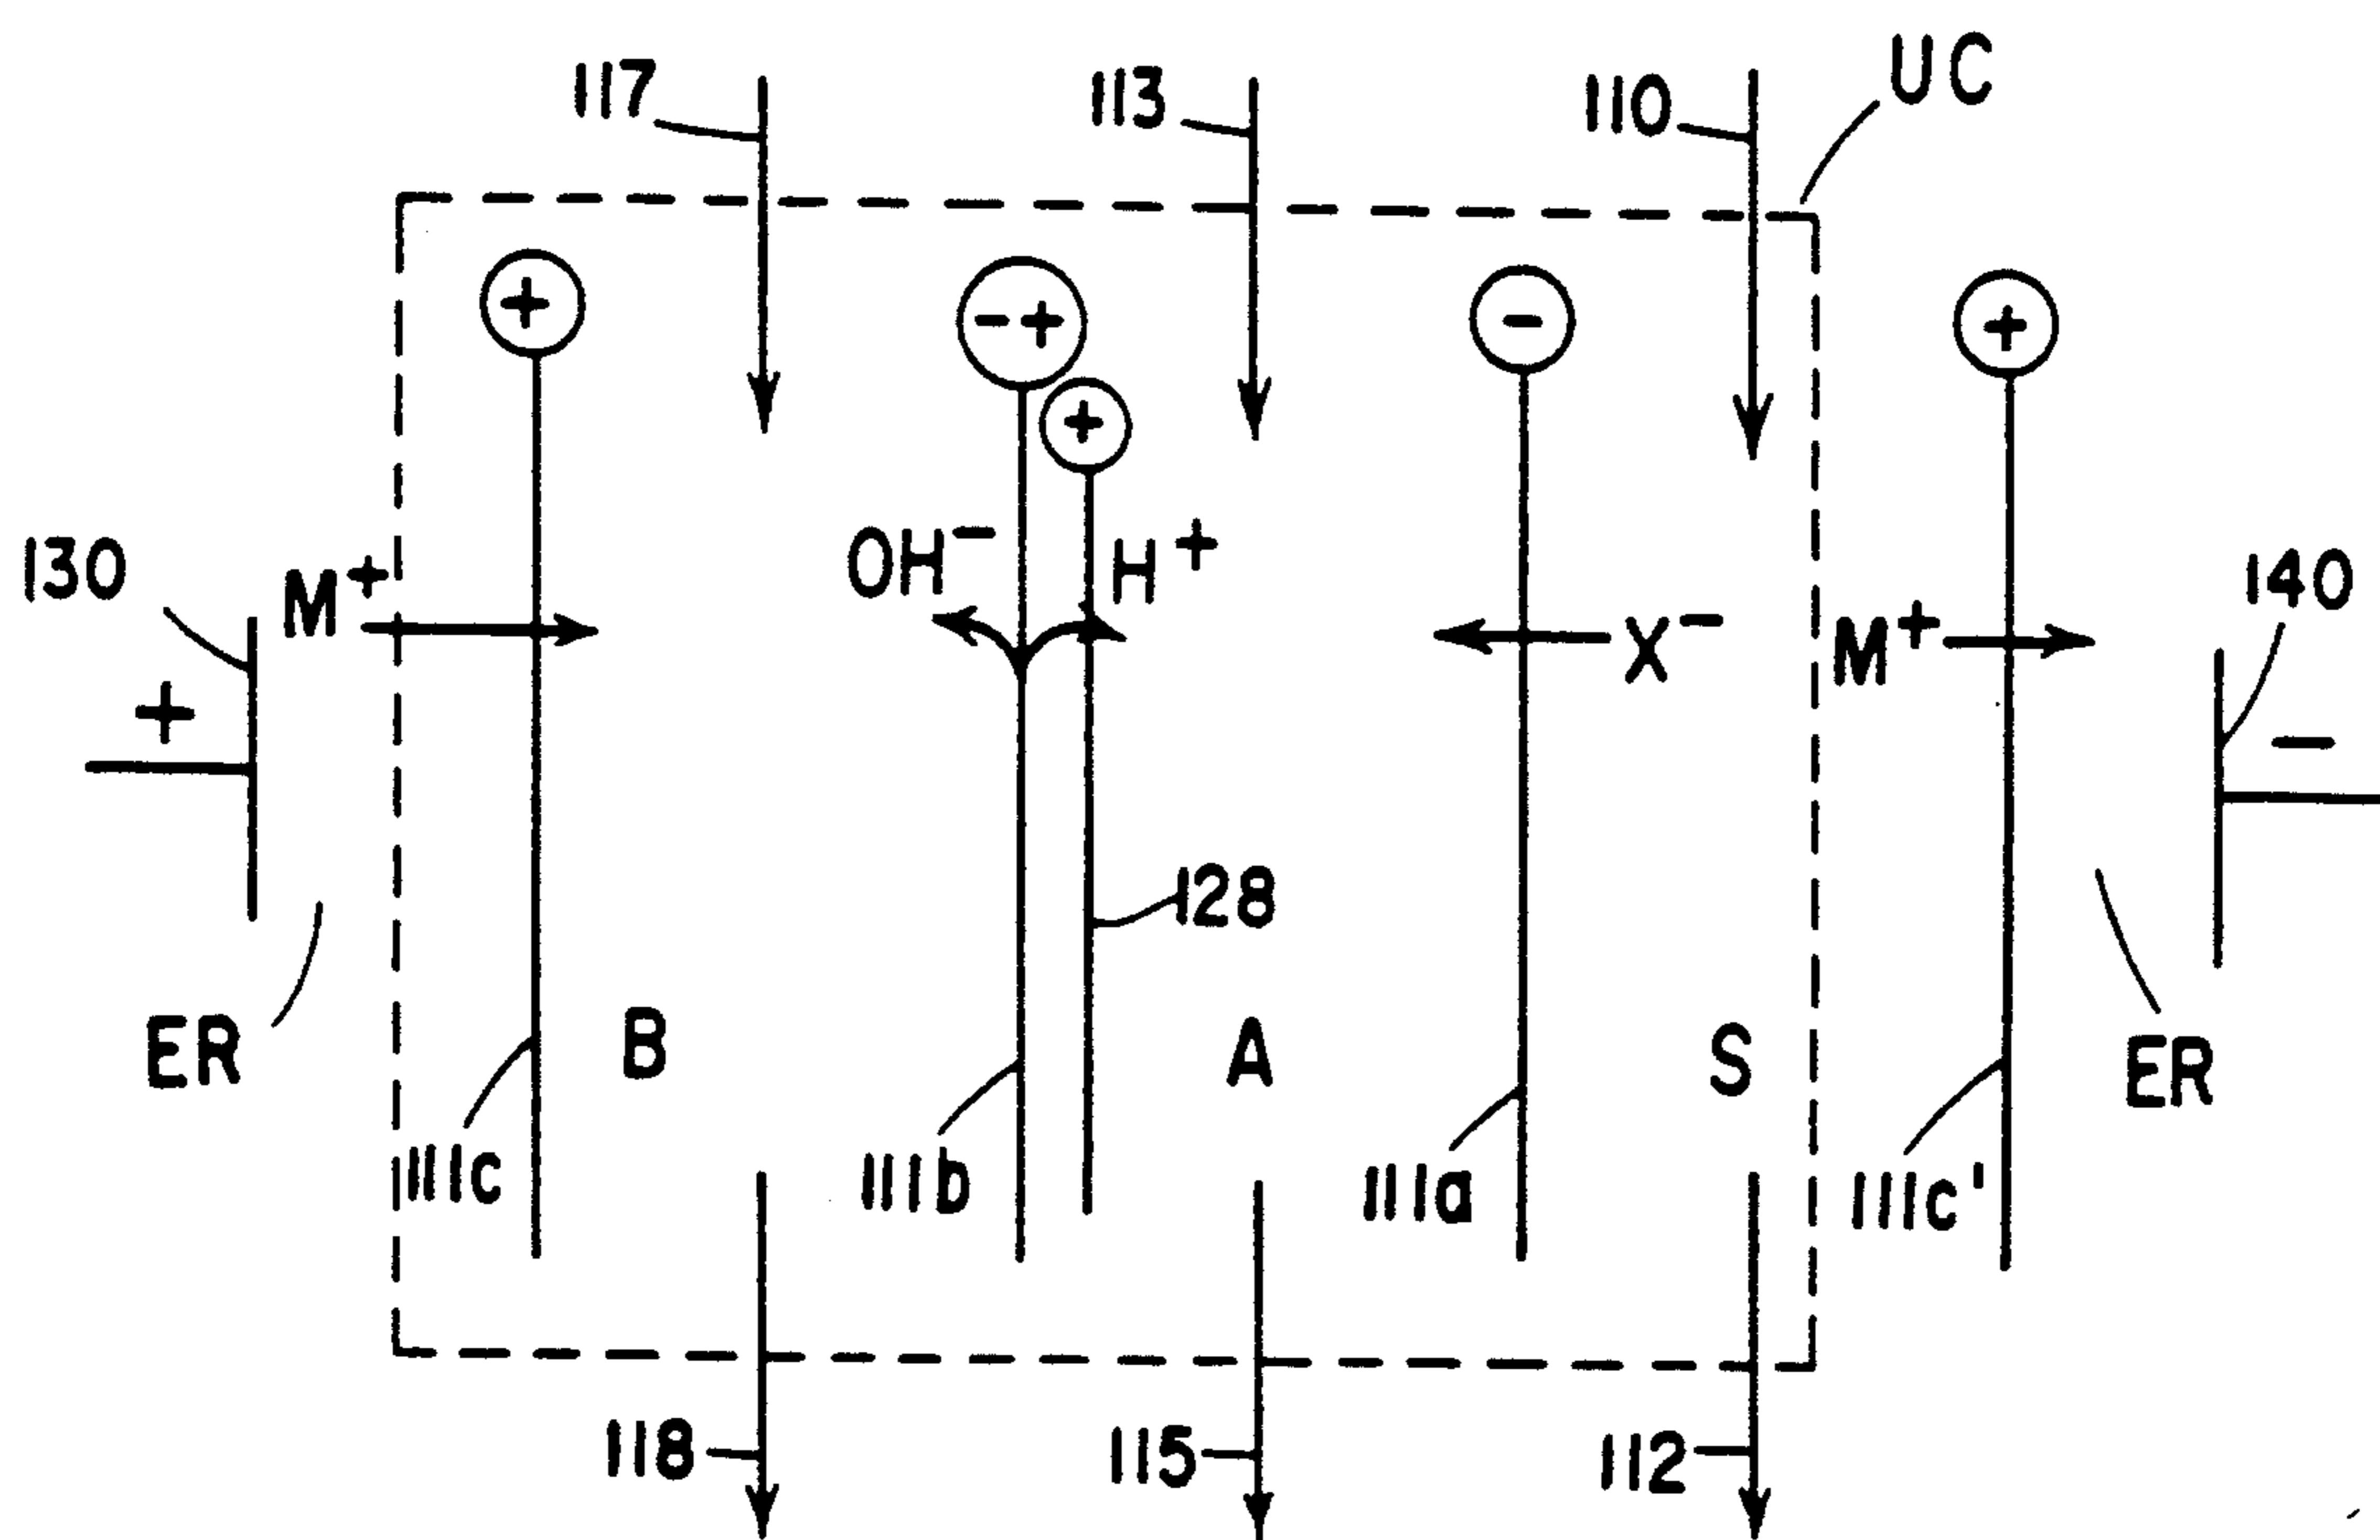 117
113
110
UC
+
- +
-
+
+
130
M+
OH-
H+
X-
M+
140
+
-
128
ER
B
A
S
ER
111c
111b
111a
111c'
118
115
112